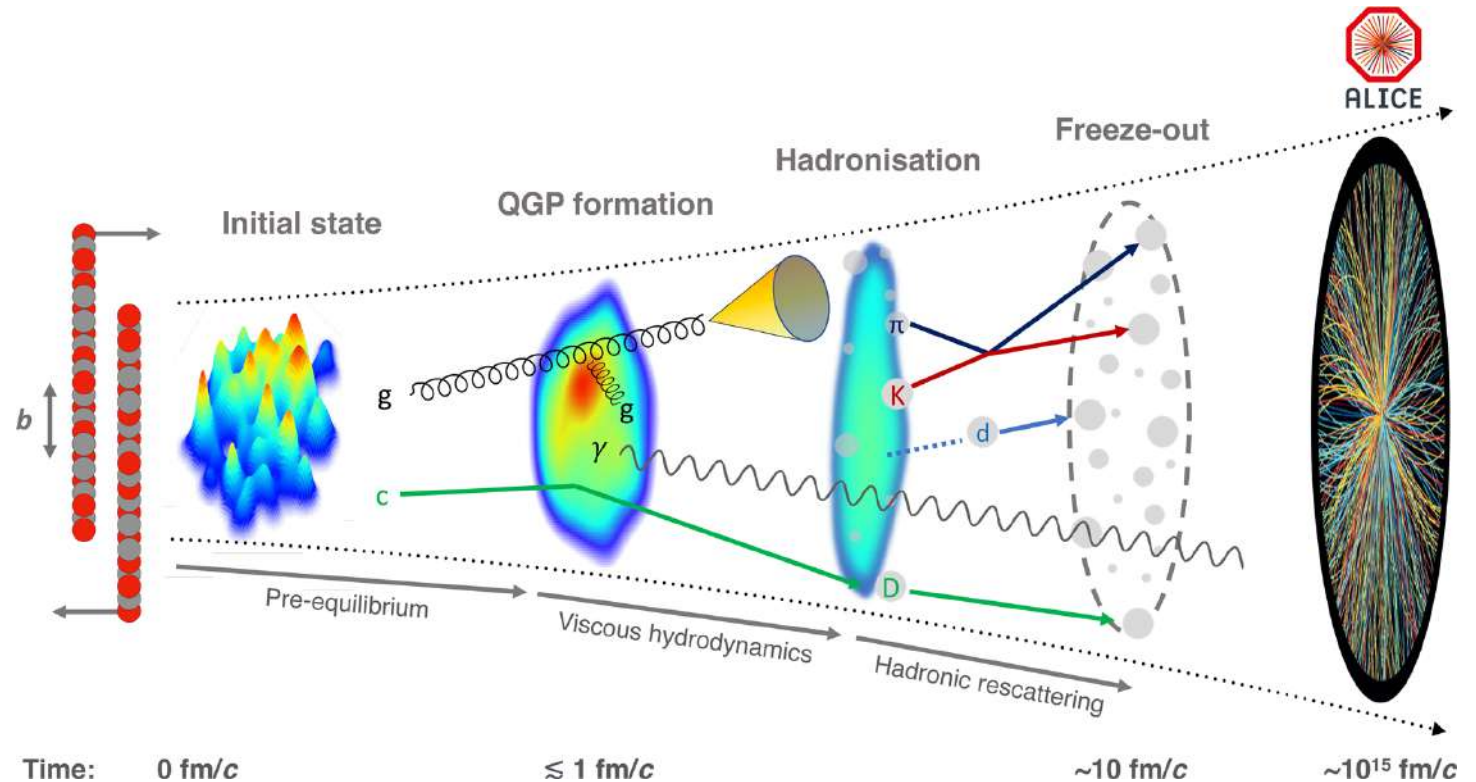 ALICE
Freeze-out
Hadronisation
QGP formation
Initial state
π
g
K
b
g
d
γ
c
D
Pre-equilibrium
Viscous hydrodynamics
Hadronic rescattering
Time: 0 fm/c ≲ 1 fm/c ~10 fm/c ~10¹⁵ fm/c